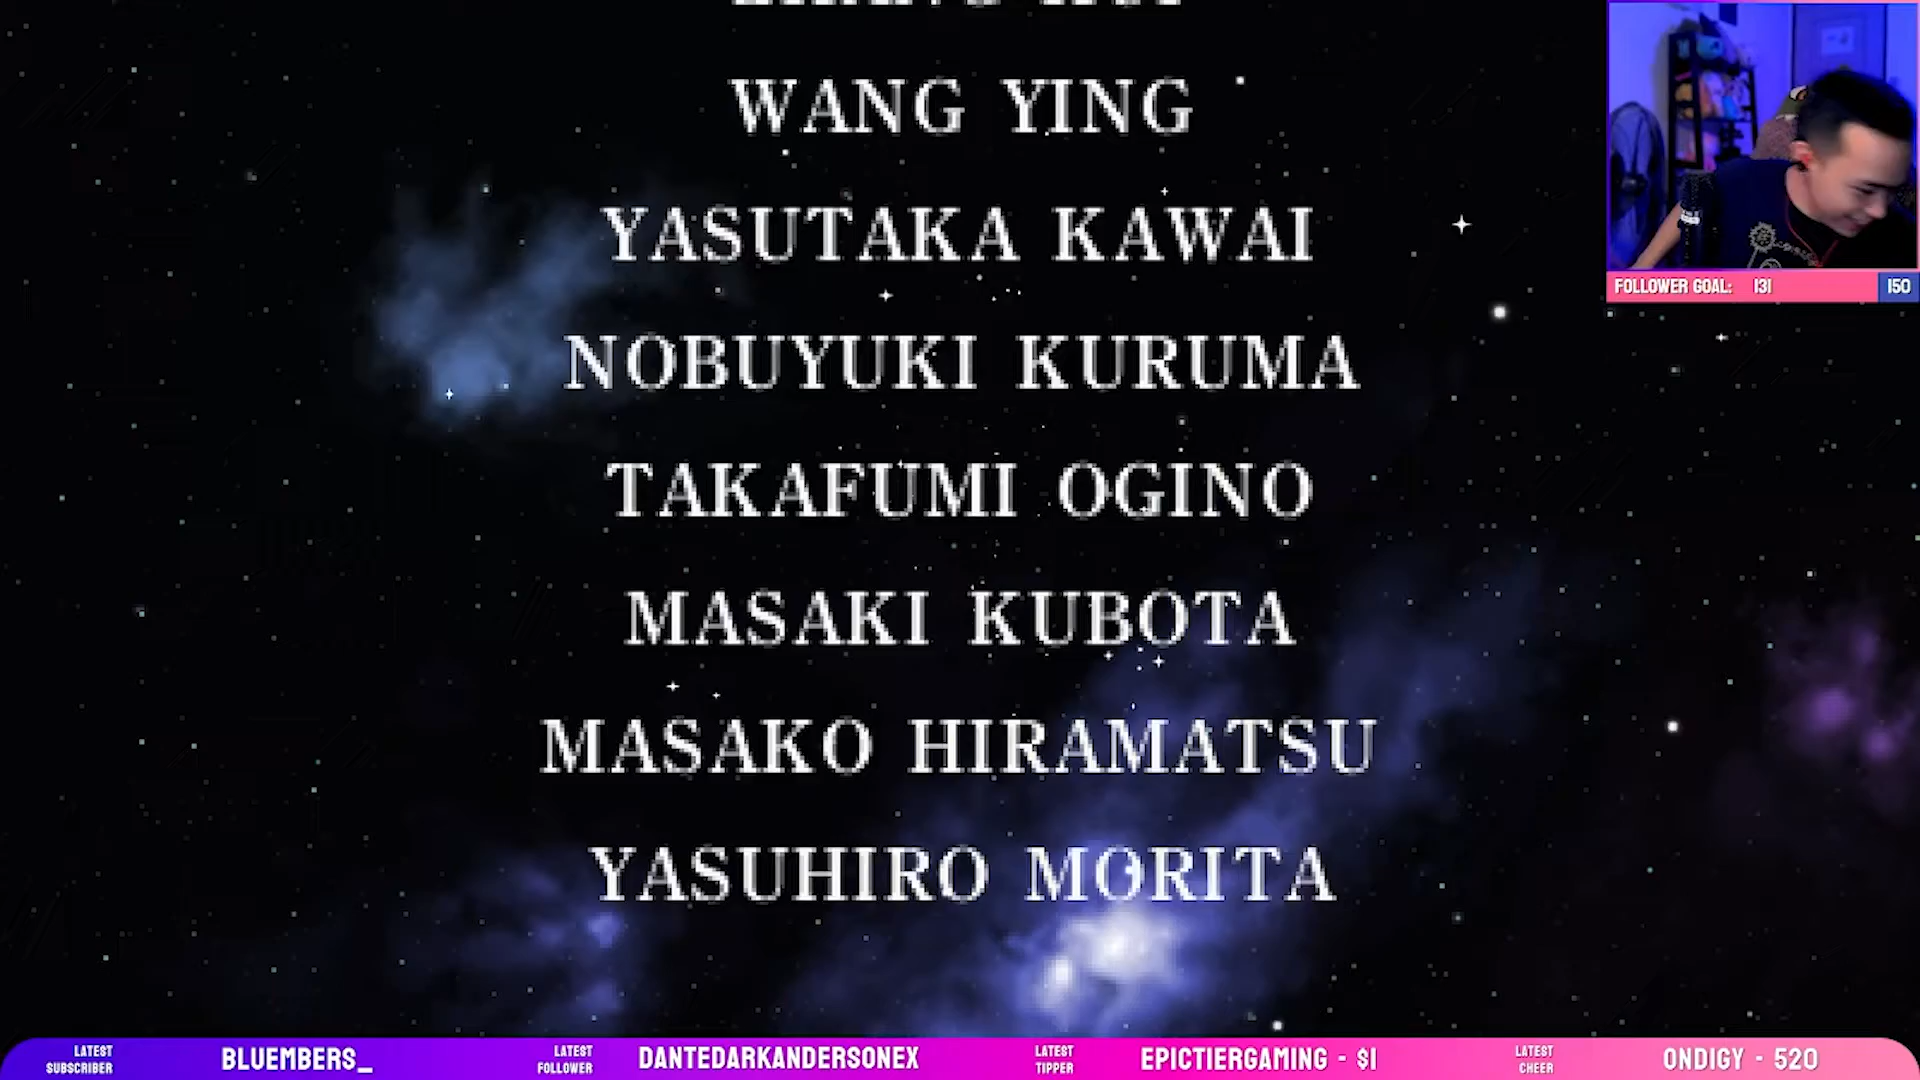 WANG YING
YASUTAKA KAWAI
NOBUYUKI KURUMA
TAKAFUMI OGINO
MASAKI KUBOTA
MASAKO HIRAMATSU
YASUHIRO MORITA
FOLLOWER GOAL: 131 150
LATEST SUBSCRIBER
BLUEMBERS_
LATEST FOLLOWER
DANTEDARKANDERSONEX
LATEST TIPPER
EPICTIERGAMING - $1
LATEST CHEER
ONDIGY - 520